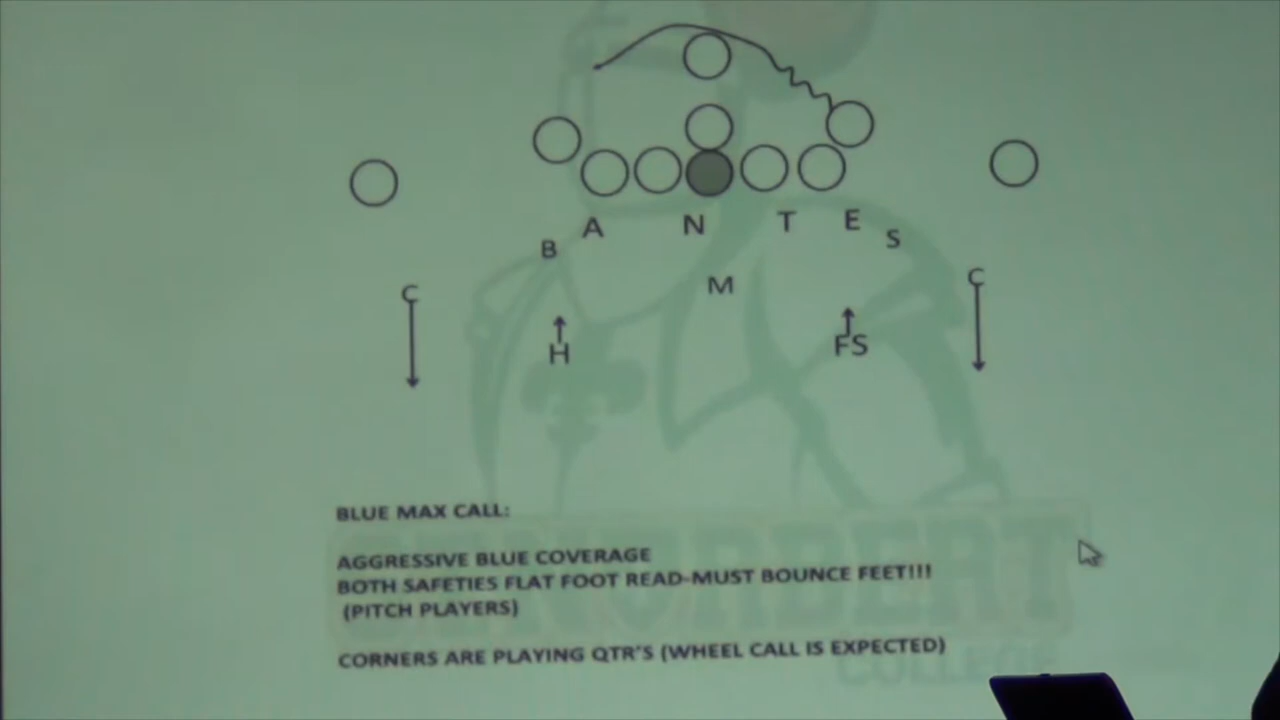 A N T E
B S
M
C C
H FS
BLUE MAX CALL:
AGGRESSIVE BLUE COVERAGE
BOTH SAFETIES FLAT FOOT READ-MUST BOUNCE FEET!!!
(PITCH PLAYERS)
CORNERS ARE PLAYING QTR'S (WHEEL CALL IS EXPECTED)
COLLEGE